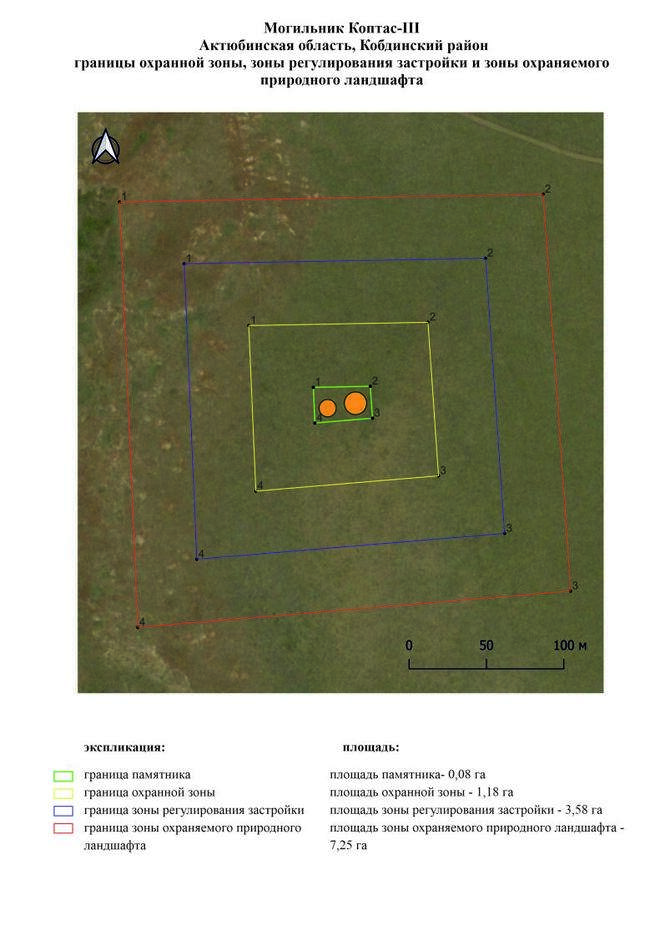 Могильник Коптас-III
Актюбинская область, Кобдинский район
границы охранной зоны, зоны регулирования застройки и зоны охраняемого
природного ландшафта
1
2
1
2
1
2
1
2
4
3
4
3
4
3
4
3
0 50 100 м
экспликация:
площадь:
граница памятника
площадь памятника- 0,08 га
граница охранной зоны
площадь охранной зоны - 1,18 га
граница зоны регулирования застройки
площадь зоны регулирования застройки - 3,58 га
граница зоны охраняемого природного
ландшафта
площадь зоны охраняемого природного ландшафта -
7,25 га